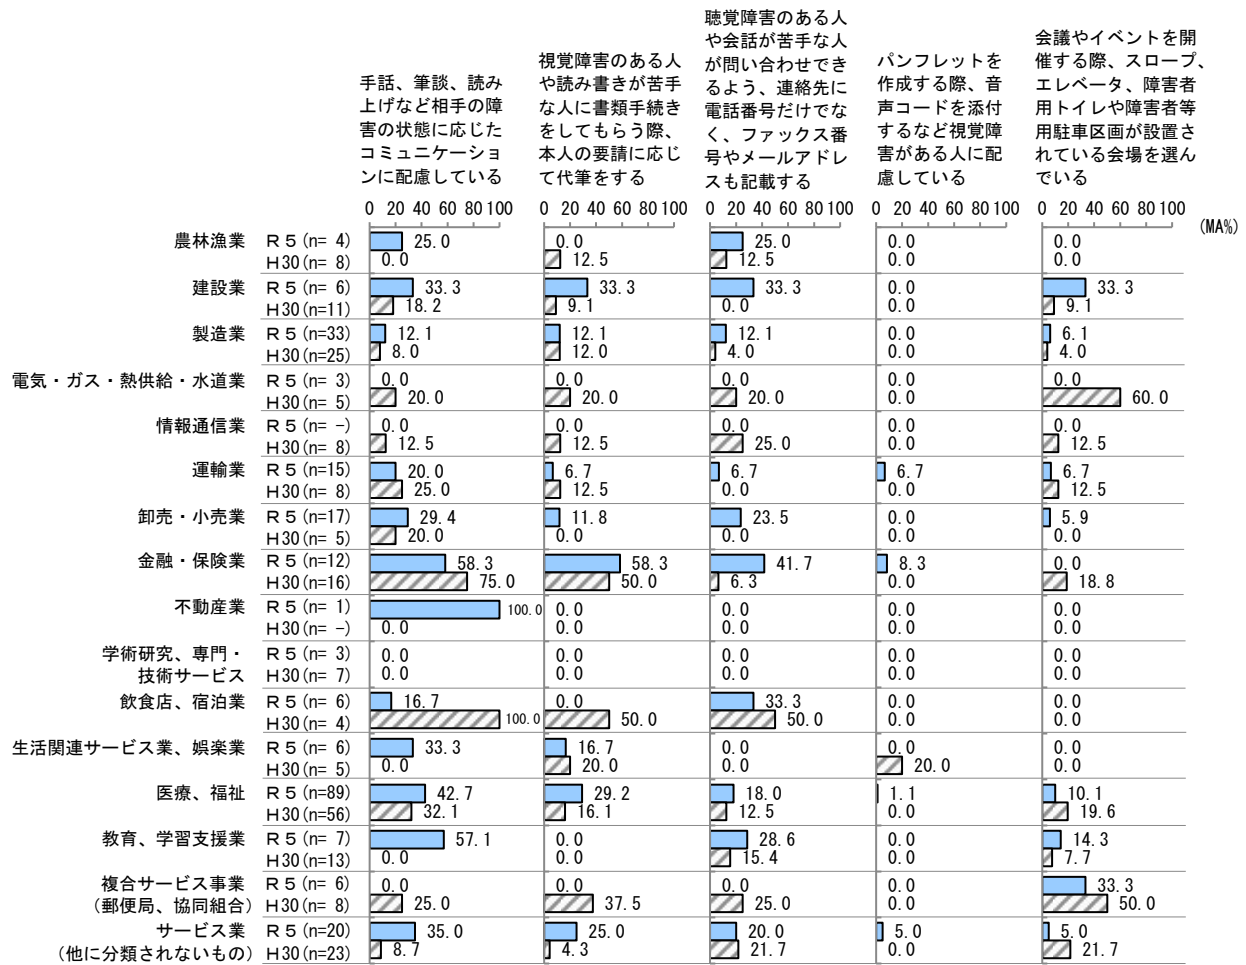 手話、筆談、読み
上げなど相手の障
害の状態に応じた
コミュニケーショ
ンに配慮している
視覚障害のある人
や読み書きが苦手
な人に書類手続き
をしてもらう際、
本人の要請に応じ
て代筆をする
聴覚障害のある人
や会話が苦手な人
が問い合わせでき
るよう、連絡先に
電話番号だけでな
く、ファックス番
号やメールアドレ
スも記載する
パンフレットを
作成する際、音
声コードを添付
するなど視覚障
害がある人に配
慮している
会議やイベントを開
催する際、スロープ、
エレベータ、障害者
用トイレや障害者等
用駐車区画が設置さ
れている会場を選ん
でいる
0 20 40 60 80 100 0 20 40 60 80 100 0 20 40 60 80 100 0 20 40 60 80 100 0 20 40 60 80 100
(MA%)
農林漁業 R5(n= 4) 25.0 0.0 25.0 0.0 0.0
H30(n= 8) 0.0 12.5 12.5 0.0 0.0
建設業 R5(n= 6) 33.3 33.3 33.3 0.0 33.3
H30(n=11) 18.2 9.1 0.0 0.0 9.1
製造業 R5(n=33) 12.1 12.1 12.1 0.0 6.1
H30(n=25) 8.0 12.0 4.0 0.0 4.0
電気・ガス・熱供給・水道業 R5(n= 3) 0.0 0.0 0.0 0.0 0.0
H30(n= 5) 20.0 20.0 20.0 0.0 60.0
情報通信業 R5(n= -) 0.0 0.0 0.0 0.0 0.0
H30(n= 8) 12.5 12.5 25.0 0.0 12.5
運輸業 R5(n=15) 20.0 6.7 6.7 6.7 6.7
H30(n= 8) 25.0 12.5 0.0 0.0 12.5
卸売・小売業 R5(n=17) 29.4 11.8 23.5 0.0 5.9
H30(n= 5) 20.0 0.0 0.0 0.0 0.0
金融・保険業 R5(n=12) 58.3 58.3 41.7 8.3 0.0
H30(n=16) 75.0 50.0 6.3 0.0 18.8
不動産業 R5(n= 1) 100.0 0.0 0.0 0.0 0.0
H30(n= -) 0.0 0.0 0.0 0.0 0.0
学術研究、専門・ R5(n= 3) 0.0 0.0 0.0 0.0 0.0
技術サービス H30(n= 7) 0.0 0.0 0.0 0.0 0.0
飲食店、宿泊業 R5(n= 6) 16.7 0.0 33.3 0.0 0.0
H30(n= 4) 100.0 50.0 50.0 0.0 0.0
生活関連サービス業、娯楽業 R5(n= 6) 33.3 16.7 0.0 0.0 0.0
H30(n= 5) 0.0 20.0 0.0 20.0 0.0
医療、福祉 R5(n=89) 42.7 29.2 18.0 1.1 10.1
H30(n=56) 32.1 16.1 12.5 0.0 19.6
教育、学習支援業 R5(n= 7) 57.1 0.0 28.6 0.0 14.3
H30(n=13) 0.0 0.0 15.4 0.0 7.7
複合サービス事業 R5(n= 6) 0.0 0.0 0.0 0.0 33.3
(郵便局、協同組合) H30(n= 8) 25.0 37.5 25.0 0.0 50.0
サービス業 R5(n=20) 35.0 25.0 20.0 5.0 5.0
(他に分類されないもの) H30(n=23) 8.7 4.3 21.7 0.0 21.7